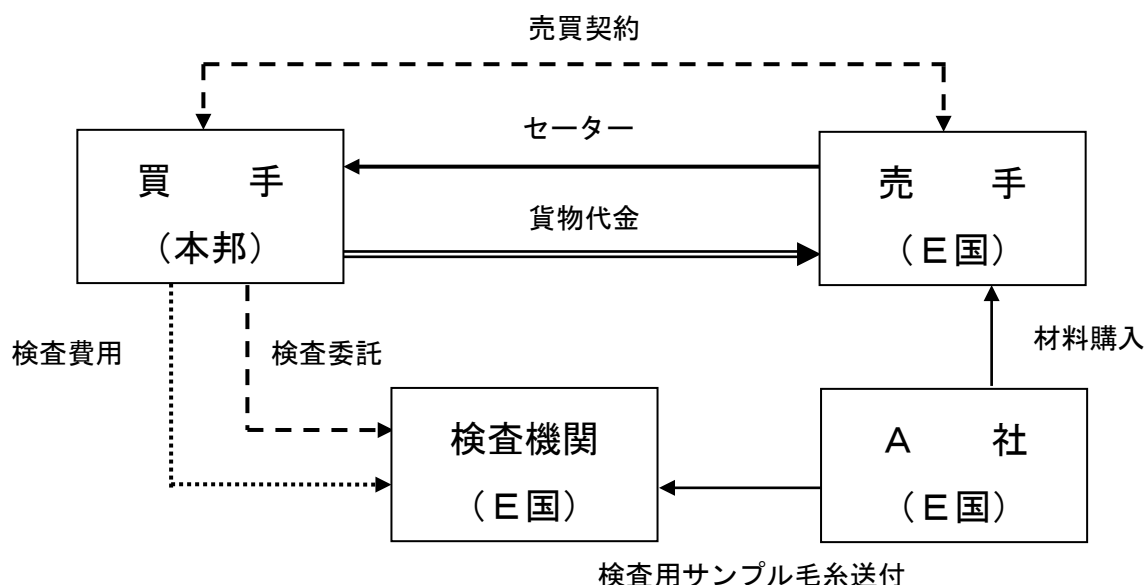 売買契約
セーター
買　　手
（本邦）
売　　手
（Ｅ国）
貨物代金
検査費用
検査委託
材料購入
検査機関
（Ｅ国）
Ａ　　社
（Ｅ国）
検査用サンプル毛糸送付